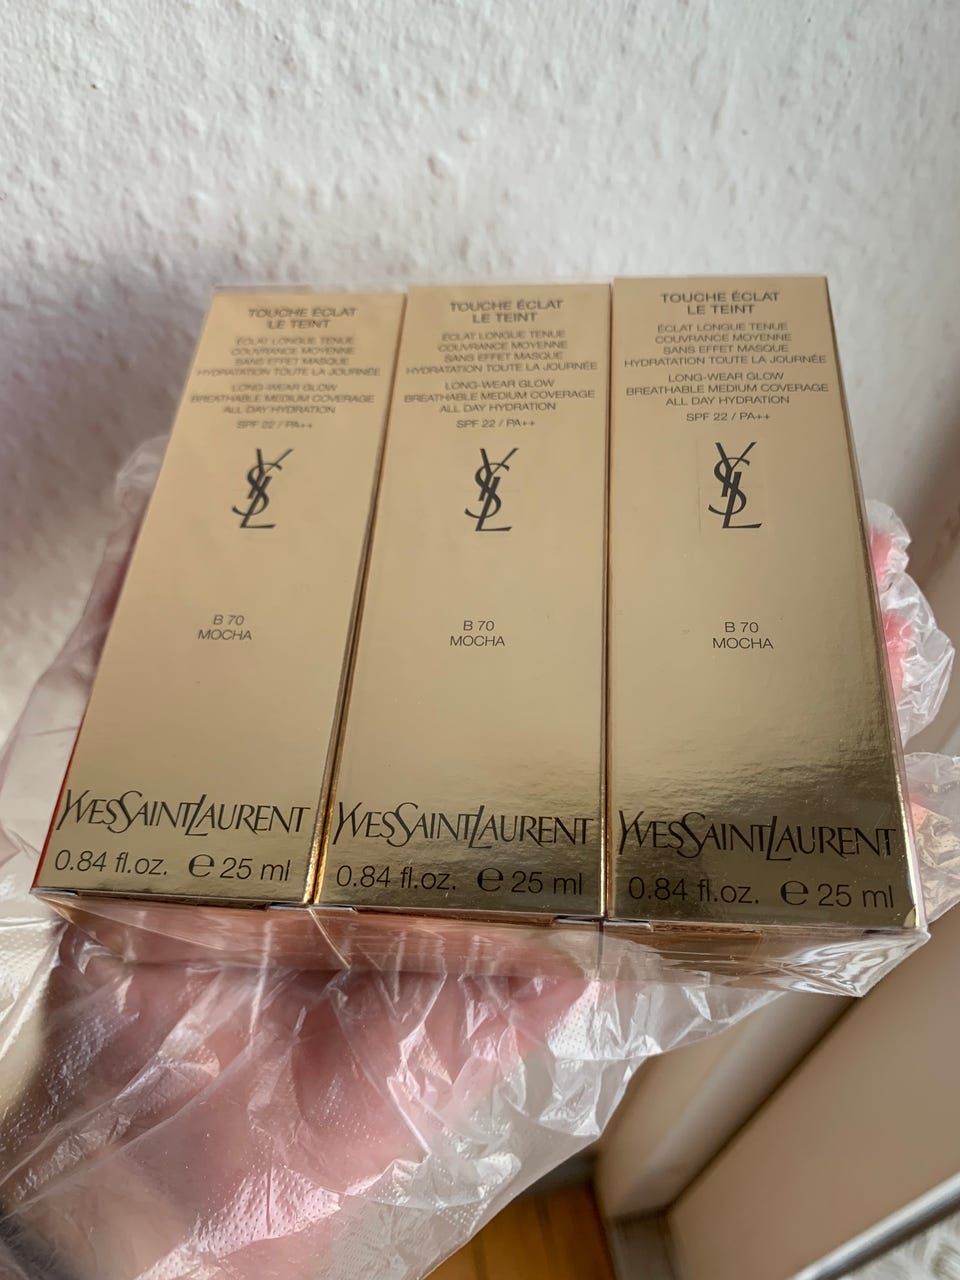 TOUCHE ÉCLAT
LE TEINT
ÉCLAT LONGUE TENUE
COUVRANCE MOYENNE
SANS EFFET MASQUE
HYDRATATION TOUTE LA JOURNÉE
LONG-WEAR GLOW
BREATHABLE MEDIUM COVERAGE
ALL DAY HYDRATION
SPF 22 / PA++
YSL
B 70
MOCHA
YVESSAINTLAURENT
0.84 fl.oz. ℮ 25 ml
TOUCHE ÉCLAT
LE TEINT
ÉCLAT LONGUE TENUE
COUVRANCE MOYENNE
SANS EFFET MASQUE
HYDRATATION TOUTE LA JOURNÉE
LONG-WEAR GLOW
BREATHABLE MEDIUM COVERAGE
ALL DAY HYDRATION
SPF 22 / PA++
YSL
B 70
MOCHA
YVESSAINTLAURENT
0.84 fl.oz. ℮ 25 ml
TOUCHE ÉCLAT
LE TEINT
ÉCLAT LONGUE TENUE
COUVRANCE MOYENNE
SANS EFFET MASQUE
HYDRATATION TOUTE LA JOURNÉE
LONG-WEAR GLOW
BREATHABLE MEDIUM COVERAGE
ALL DAY HYDRATION
SPF 22 / PA++
YSL
B 70
MOCHA
YVESSAINTLAURENT
0.84 fl.oz. ℮ 25 ml